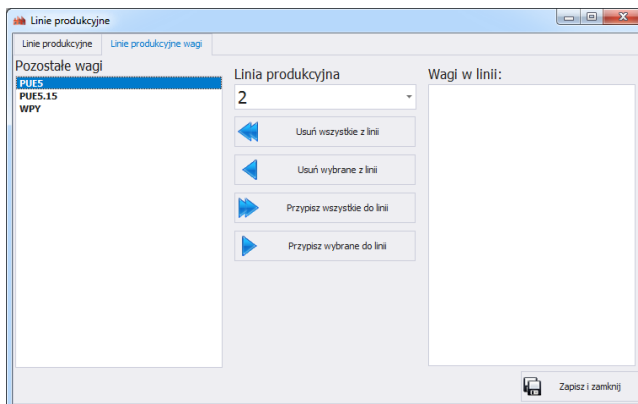 Linie produkcyjne
Linie produkcyjne
Linie produkcyjne wagi
Pozostałe wagi
PUE5
PUE5.15
WPY
Linia produkcyjna
2
Usuń wszystkie z linii
Usuń wybrane z linii
Przypisz wszystkie do linii
Przypisz wybrane do linii
Wagi w linii:
Zapisz i zamknij